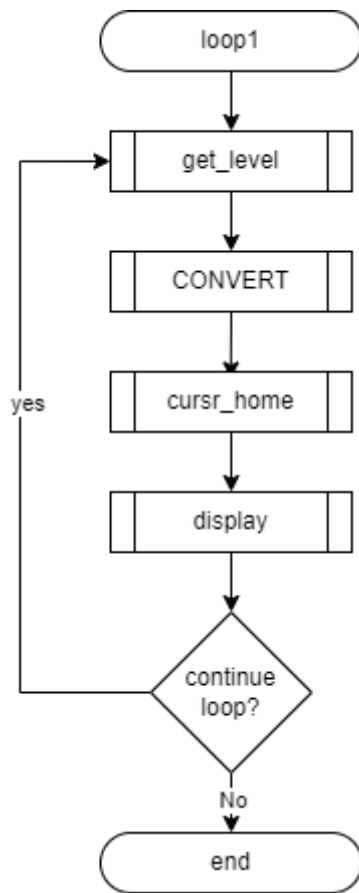 loop1
get_level
CONVERT
cursr_home
display
yes
continue
loop?
No
end